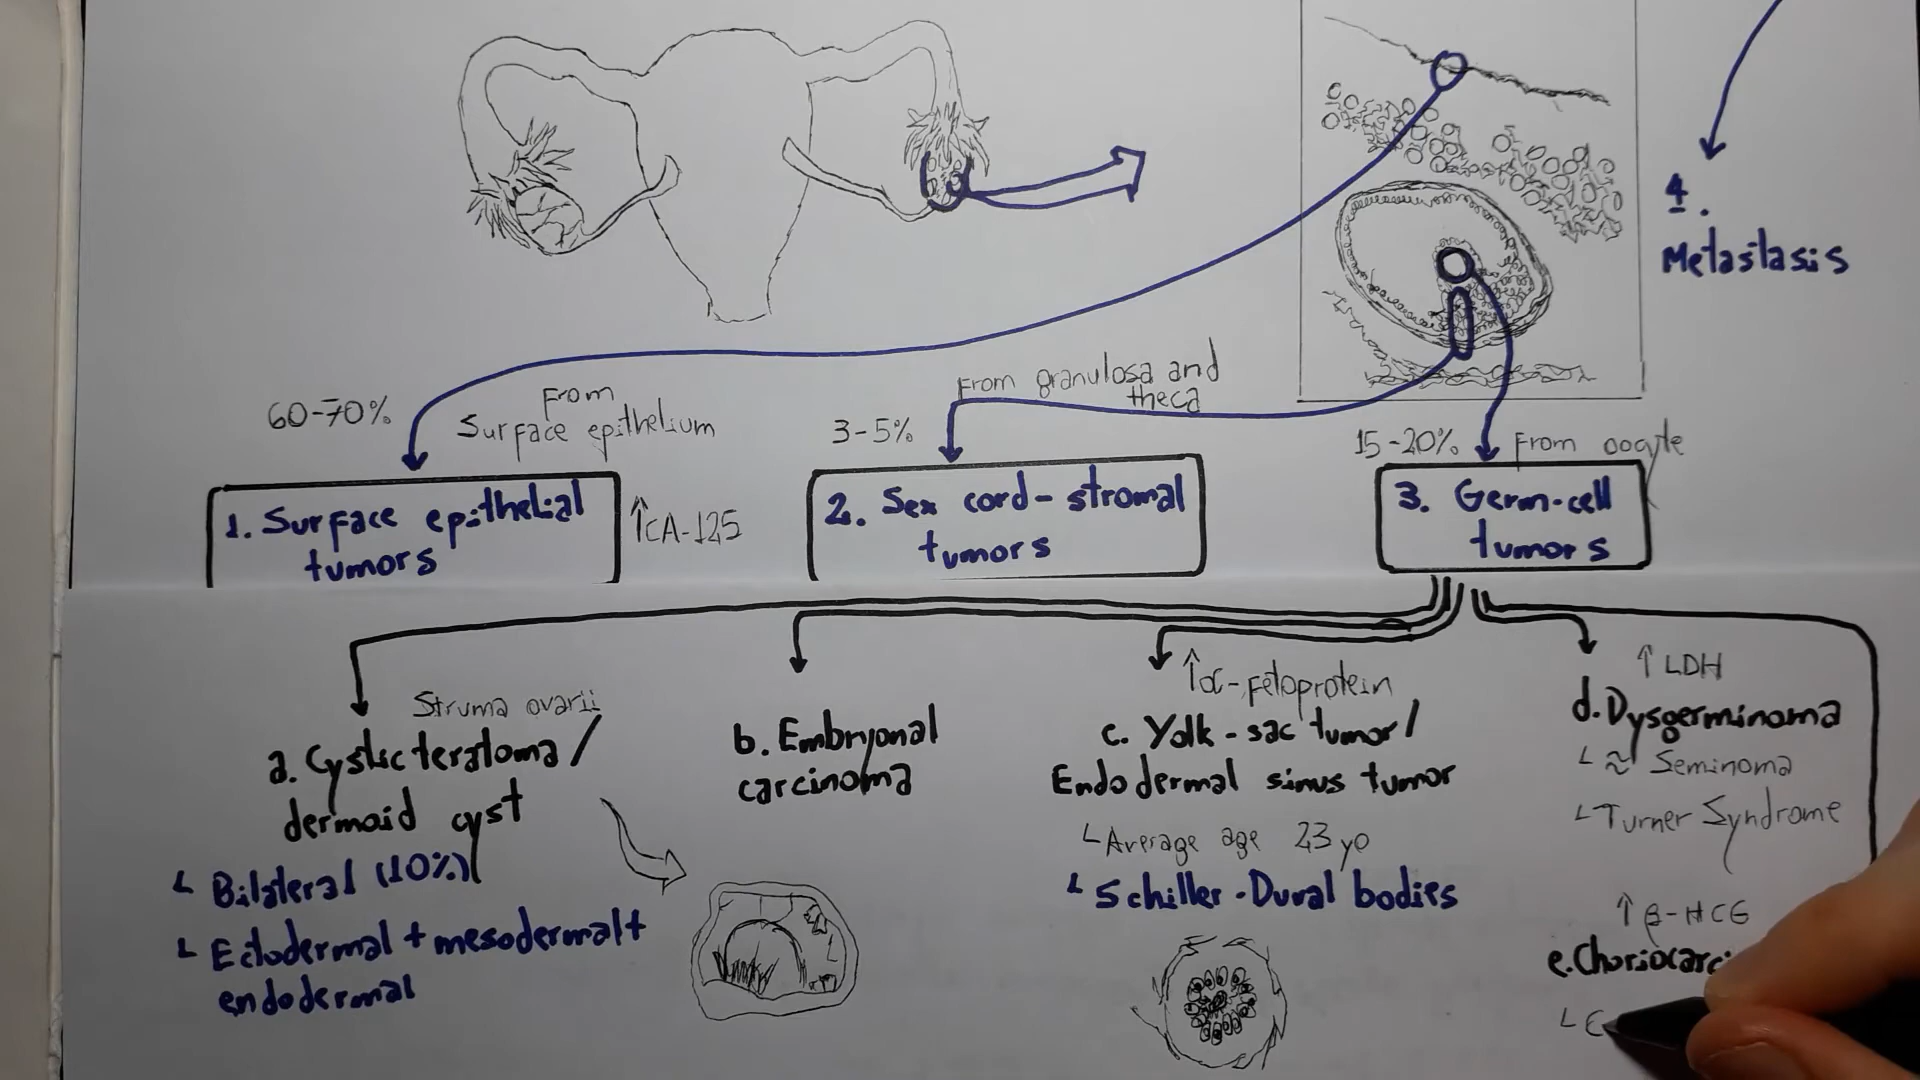 4.
Metastasis
60-70%
From
Surface epithelium
From granulosa and
theca
3-5%
15-20%
From oocyte
1. Surface epithelial
tumors
↑CA-125
2. Sex cord-stromal
tumors
3. Germ-cell
tumors
Struma ovarii
a. Cystic teratoma/
dermoid cyst
└ Bilateral (10%)
└ Ectodermal + mesodermal +
endodermal
b. Embryonal
carcinoma
↑α-fetoprotein
c. Yolk-sac tumor/
Endodermal sinus tumor
└ Average age 23 yo
└ Schiller-Duval bodies
↑ LDH
d. Dysgerminoma
└ ≈ Seminoma
└ Turner Syndrome
↑ β-HCG
e. Choriocarci
└